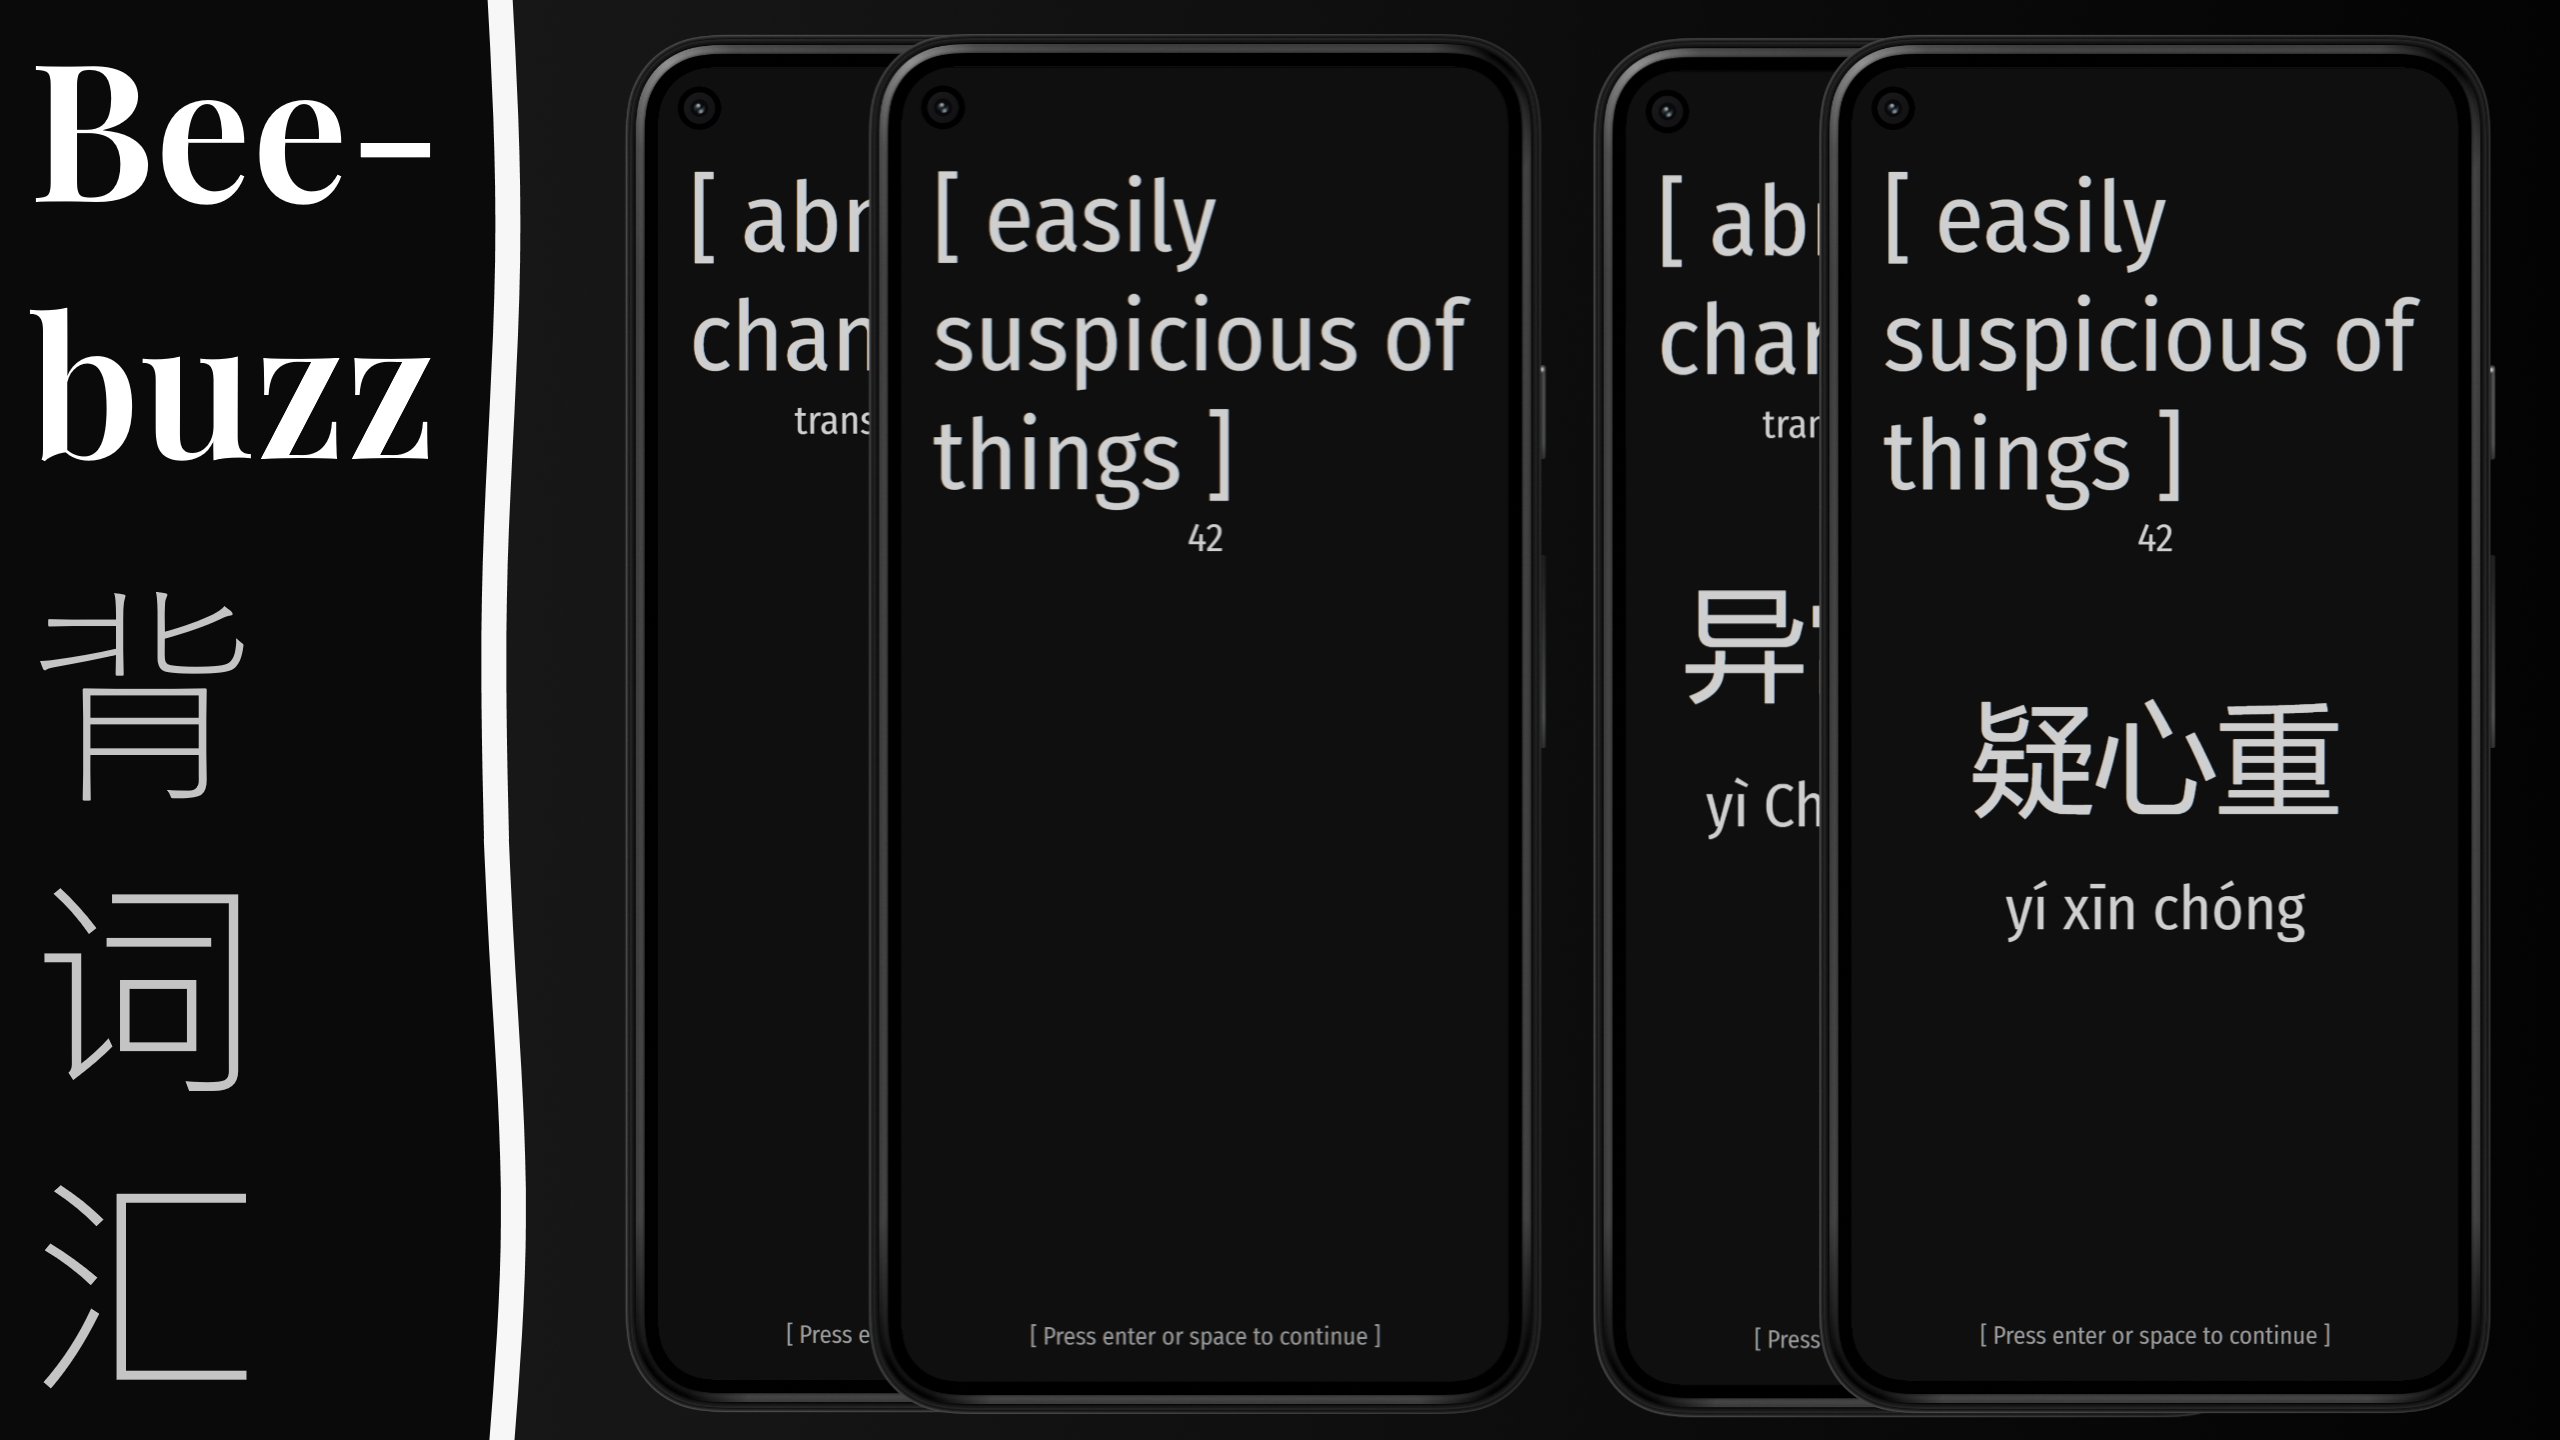 Bee-
buzz
背
词
汇
[ abr
chan
trans
[ Press e
[ easily
suspicious of
things ]
42
[ Press enter or space to continue ]
[ ab
char
tran
异
yì Ch
[ Press
[ easily
suspicious of
things ]
42
疑心重
yí xīn chóng
[ Press enter or space to continue ]